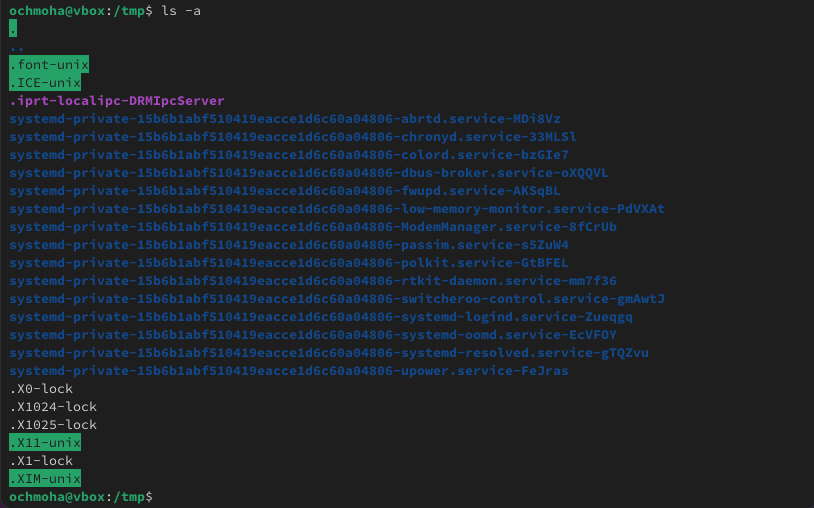 ochmoha@vbox:/tmp$ ls -a
.
..
.font-unix
.ICE-unix
.iprt-localipc-DRMIpcServer
systemd-private-15b6b1abf510419eacce1d6c60a04806-abrtd.service-MDi8Vz
systemd-private-15b6b1abf510419eacce1d6c60a04806-chronyd.service-33MLSl
systemd-private-15b6b1abf510419eacce1d6c60a04806-colord.service-bzGIe7
systemd-private-15b6b1abf510419eacce1d6c60a04806-dbus-broker.service-oXQQVL
systemd-private-15b6b1abf510419eacce1d6c60a04806-fwupd.service-AKSqBL
systemd-private-15b6b1abf510419eacce1d6c60a04806-low-memory-monitor.service-PdVXAt
systemd-private-15b6b1abf510419eacce1d6c60a04806-ModemManager.service-8fCrUb
systemd-private-15b6b1abf510419eacce1d6c60a04806-passim.service-s5ZuW4
systemd-private-15b6b1abf510419eacce1d6c60a04806-polkit.service-GtBFEL
systemd-private-15b6b1abf510419eacce1d6c60a04806-rtkit-daemon.service-mm7f36
systemd-private-15b6b1abf510419eacce1d6c60a04806-switcheroo-control.service-gmAwtJ
systemd-private-15b6b1abf510419eacce1d6c60a04806-systemd-logind.service-Zueqgq
systemd-private-15b6b1abf510419eacce1d6c60a04806-systemd-oomd.service-EcVFOY
systemd-private-15b6b1abf510419eacce1d6c60a04806-systemd-resolved.service-gTQZvu
systemd-private-15b6b1abf510419eacce1d6c60a04806-upower.service-FeJras
.X0-lock
.X1024-lock
.X1025-lock
.X11-unix
.X1-lock
.XIM-unix
ochmoha@vbox:/tmp$